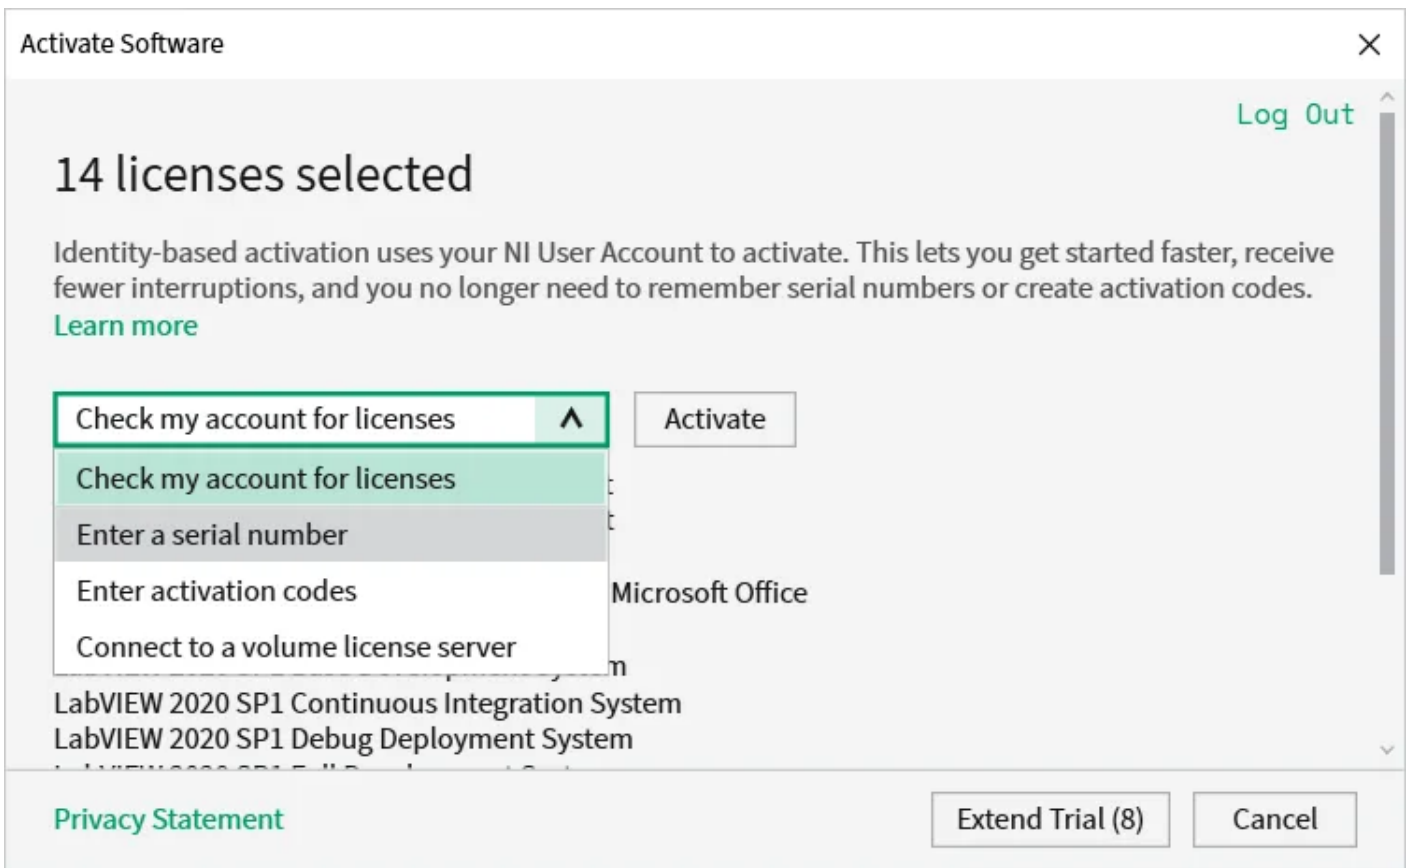 Activate Software
Log Out
14 licenses selected
Identity-based activation uses your NI User Account to activate. This lets you get started faster, receive
fewer interruptions, and you no longer need to remember serial numbers or create activation codes.
Learn more
Check my account for licenses
Activate
Check my account for licenses
Enter a serial number
Enter activation codes
Microsoft Office
Connect to a volume license server
LabVIEW 2020 SP1 Continuous Integration System
LabVIEW 2020 SP1 Debug Deployment System
Privacy Statement
Extend Trial (8)
Cancel